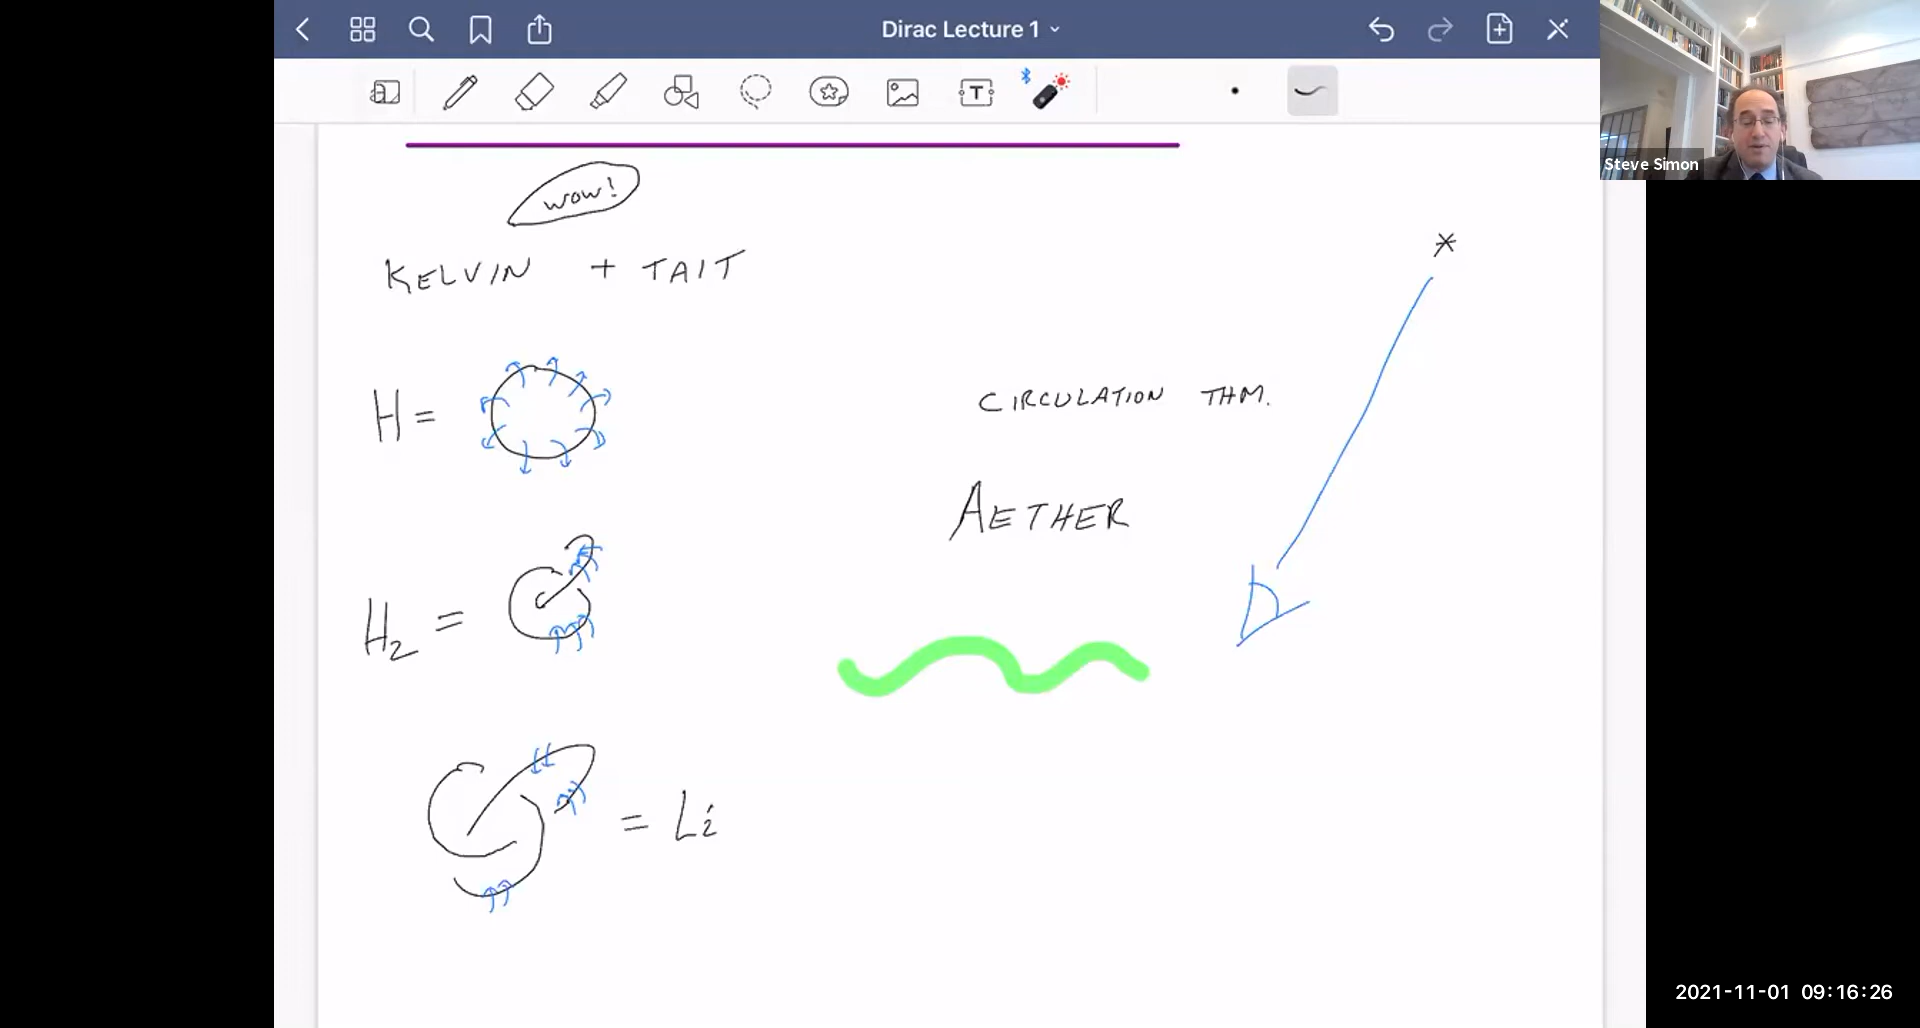 Dirac Lecture 1
T
Steve Simon
wow!
KELVIN + TAIT
*
H =
CIRCULATION THM.
AETHER
H2 =
= Li
2021-11-01 09:16:26